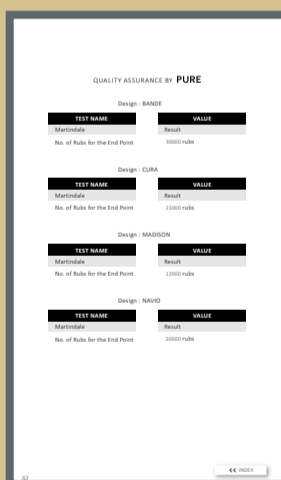 QUALITY ASSURANCE BY PURE
Design : BANDE
TEST NAME VALUE
Martindale Result
No. of Rubs for the End Point 30000 rubs
Design : CURA
TEST NAME VALUE
Martindale Result
No. of Rubs for the End Point 21000 rubs
Design : MADISON
TEST NAME VALUE
Martindale Result
No. of Rubs for the End Point 12000 rubs
Design : NAVIO
TEST NAME VALUE
Martindale Result
No. of Rubs for the End Point rubs
INDEX